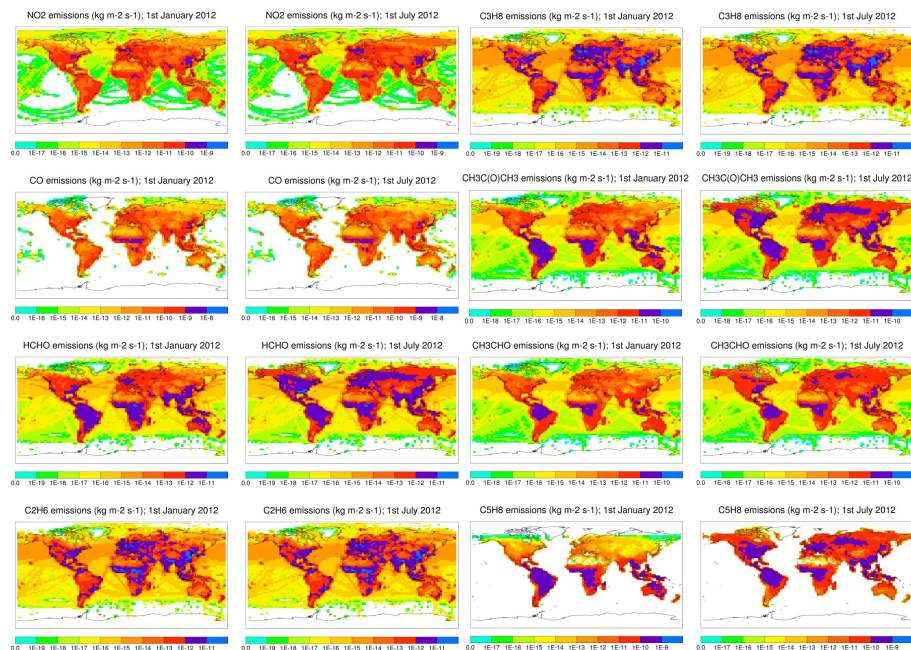 NO2 emissions (kg m-2 s-1); 1st January 2012
NO2 emissions (kg m-2 s-1); 1st July 2012
C3H8 emissions (kg m-2 s-1); 1st January 2012
C3H8 emissions (kg m-2 s-1); 1st July 2012
0.0 1E-17 1E-16 1E-15 1E-14 1E-13 1E-12 1E-11 1E-10 1E-9
0.0 1E-17 1E-16 1E-15 1E-14 1E-13 1E-12 1E-11 1E-10 1E-9
0.0 1E-19 1E-18 1E-17 1E-16 1E-15 1E-14 1E-13 1E-12 1E-11
0.0 1E-19 1E-18 1E-17 1E-16 1E-15 1E-14 1E-13 1E-12 1E-11
CO emissions (kg m-2 s-1); 1st January 2012
CO emissions (kg m-2 s-1); 1st July 2012
CH3C(O)CH3 emissions (kg m-2 s-1); 1st January 2012
CH3C(O)CH3 emissions (kg m-2 s-1); 1st July 2012
0.0 1E-16 1E-15 1E-14 1E-13 1E-12 1E-11 1E-10 1E-9 1E-8
0.0 1E-16 1E-15 1E-14 1E-13 1E-12 1E-11 1E-10 1E-9 1E-8
0.0 1E-18 1E-17 1E-16 1E-15 1E-14 1E-13 1E-12 1E-11 1E-10
0.0 1E-18 1E-17 1E-16 1E-15 1E-14 1E-13 1E-12 1E-11 1E-10
HCHO emissions (kg m-2 s-1); 1st January 2012
HCHO emissions (kg m-2 s-1); 1st July 2012
CH3CHO emissions (kg m-2 s-1); 1st January 2012
CH3CHO emissions (kg m-2 s-1); 1st July 2012
0.0 1E-19 1E-18 1E-17 1E-16 1E-15 1E-14 1E-13 1E-12 1E-11
0.0 1E-19 1E-18 1E-17 1E-16 1E-15 1E-14 1E-13 1E-12 1E-11
0.0 1E-18 1E-17 1E-16 1E-15 1E-14 1E-13 1E-12 1E-11 1E-10
0.0 1E-18 1E-17 1E-16 1E-15 1E-14 1E-13 1E-12 1E-11 1E-10
C2H6 emissions (kg m-2 s-1); 1st January 2012
C2H6 emissions (kg m-2 s-1); 1st July 2012
C5H8 emissions (kg m-2 s-1); 1st January 2012
C5H8 emissions (kg m-2 s-1); 1st July 2012
0.0 1E-19 1E-18 1E-17 1E-16 1E-15 1E-14 1E-13 1E-12 1E-11
0.0 1E-19 1E-18 1E-17 1E-16 1E-15 1E-14 1E-13 1E-12 1E-11
0.0 1E-17 1E-16 1E-15 1E-14 1E-13 1E-12 1E-11 1E-10 1E-9
0.0 1E-17 1E-16 1E-15 1E-14 1E-13 1E-12 1E-11 1E-10 1E-9